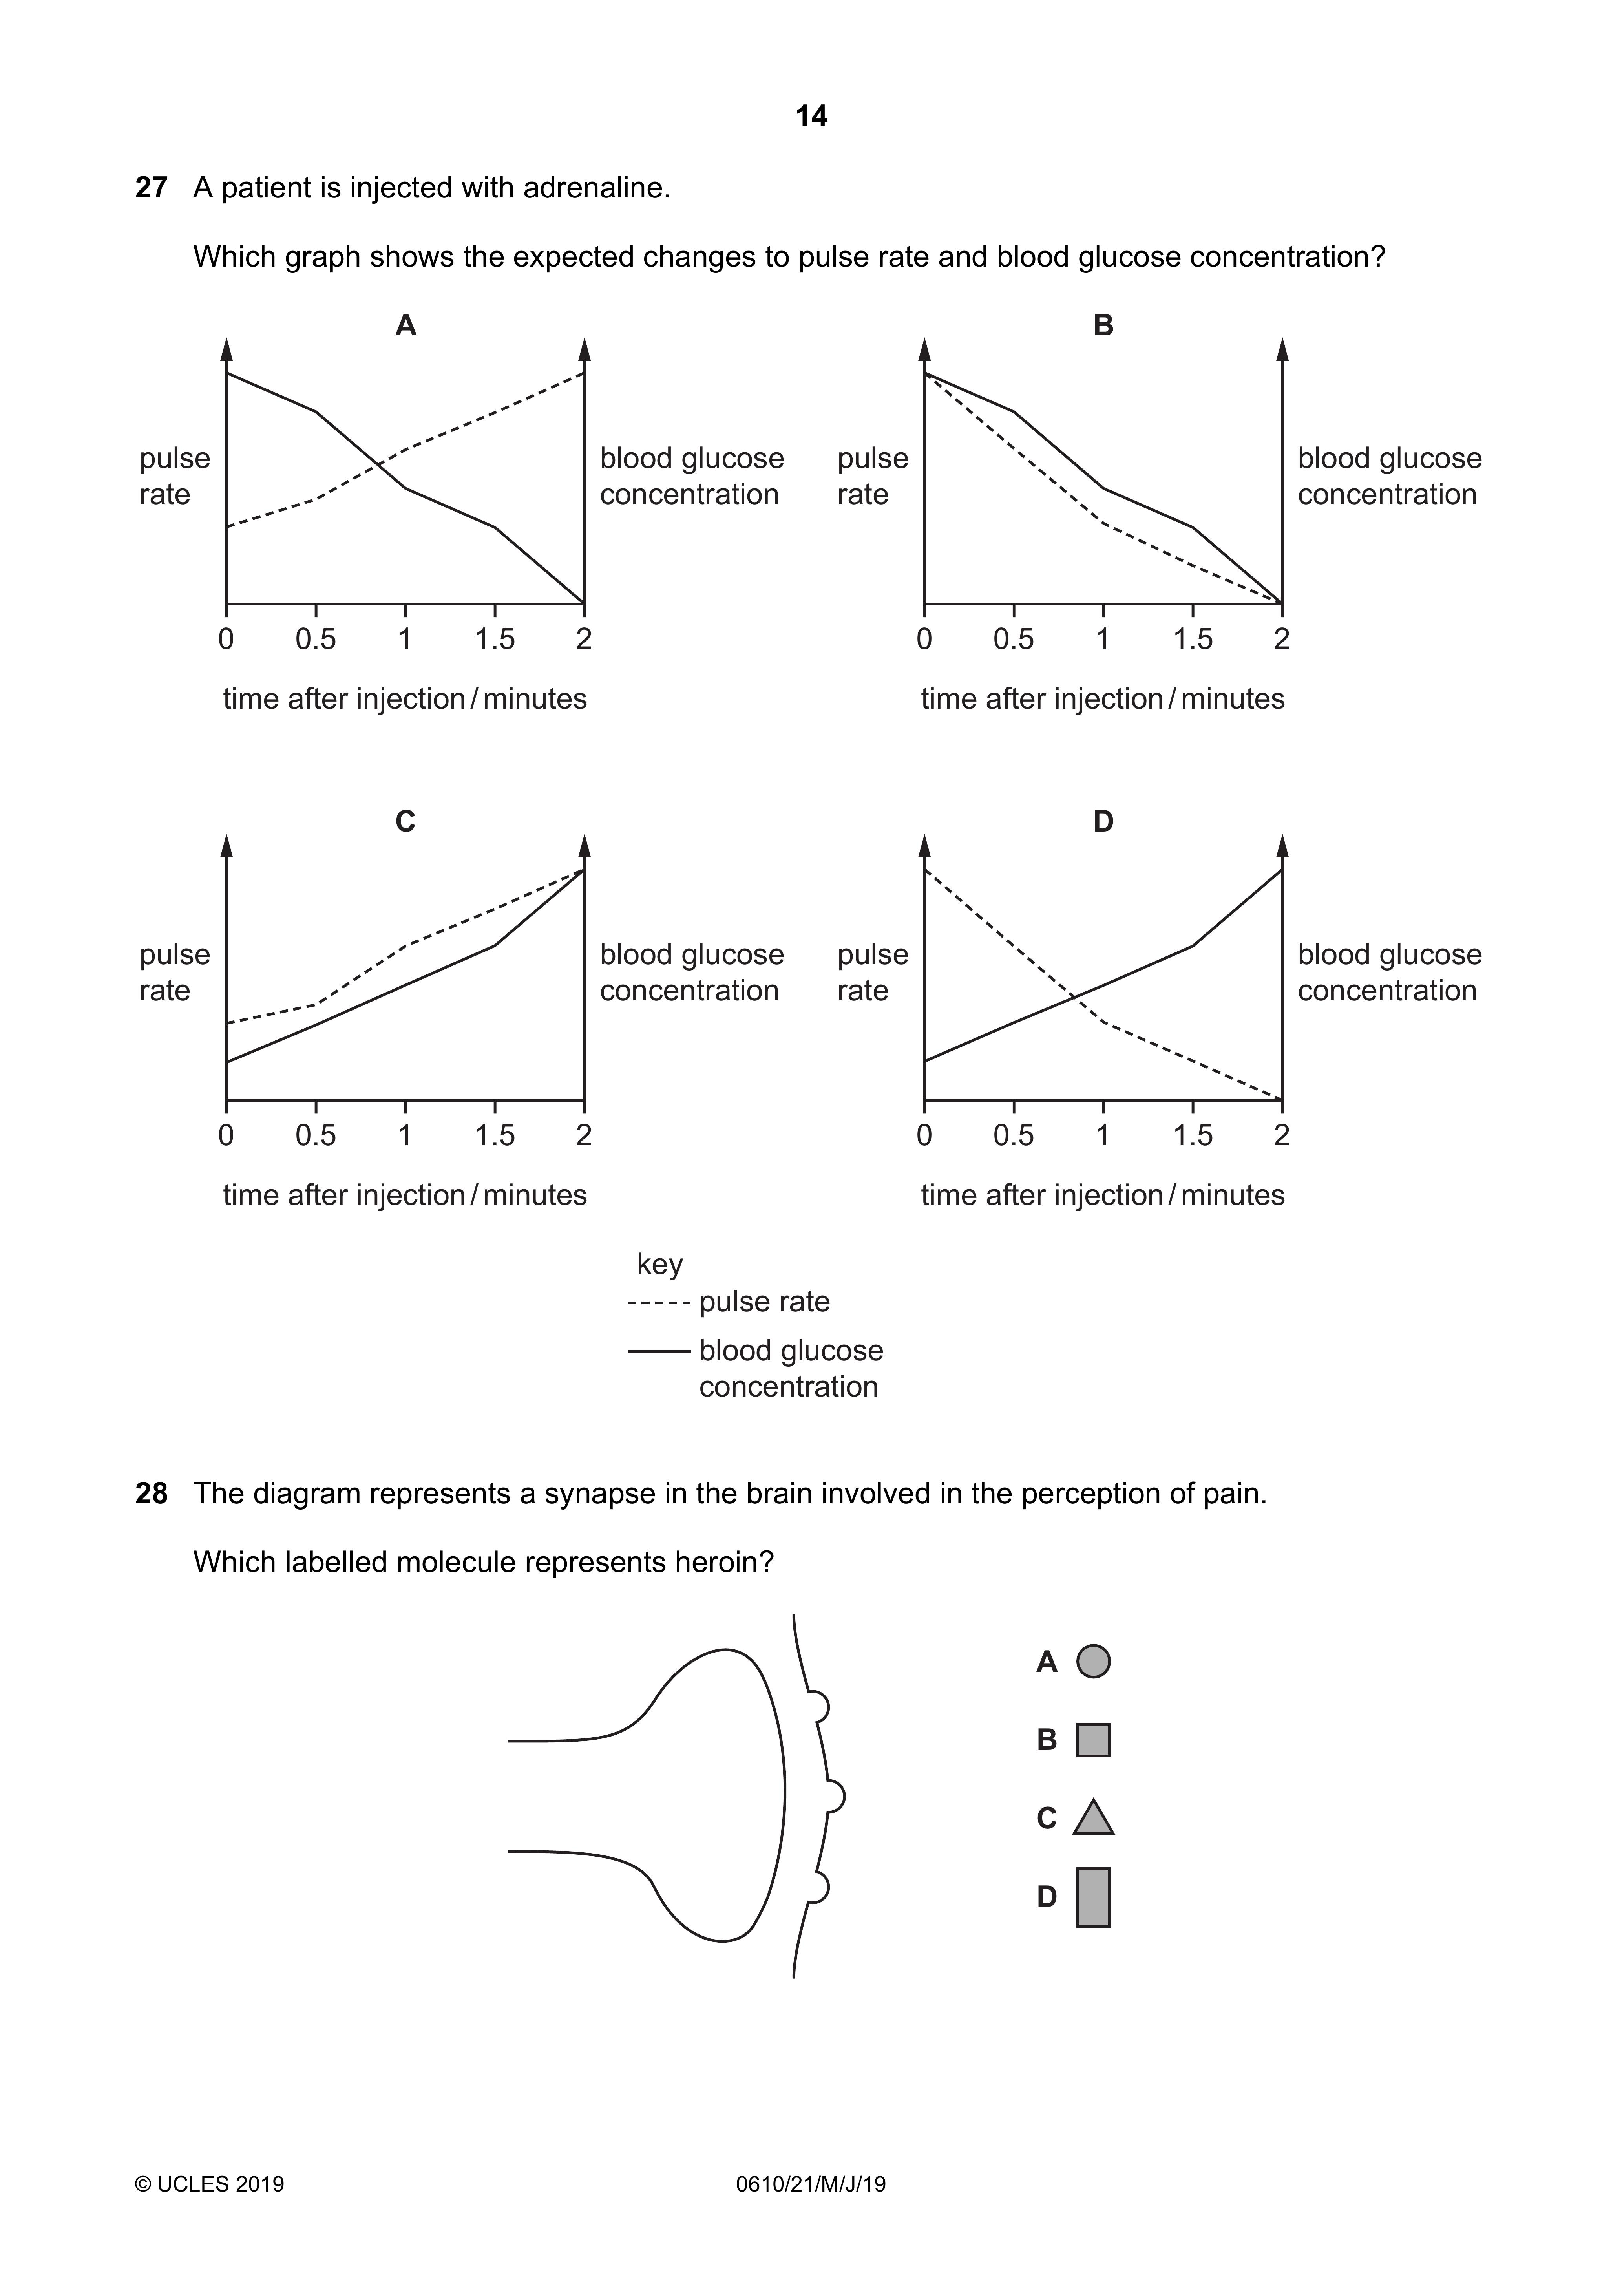 14
27 A patient is injected with adrenaline.
Which graph shows the expected changes to pulse rate and blood glucose concentration?
A
pulse
rate
blood glucose
concentration
0 0.5 1 1.5 2
time after injection / minutes
B
pulse
rate
blood glucose
concentration
0 0.5 1 1.5 2
time after injection / minutes
C
pulse
rate
blood glucose
concentration
0 0.5 1 1.5 2
time after injection / minutes
D
pulse
rate
blood glucose
concentration
0 0.5 1 1.5 2
time after injection / minutes
key
pulse rate
blood glucose
concentration
28 The diagram represents a synapse in the brain involved in the perception of pain.
Which labelled molecule represents heroin?
A
B
C
D
© UCLES 2019
0610/21/M/J/19